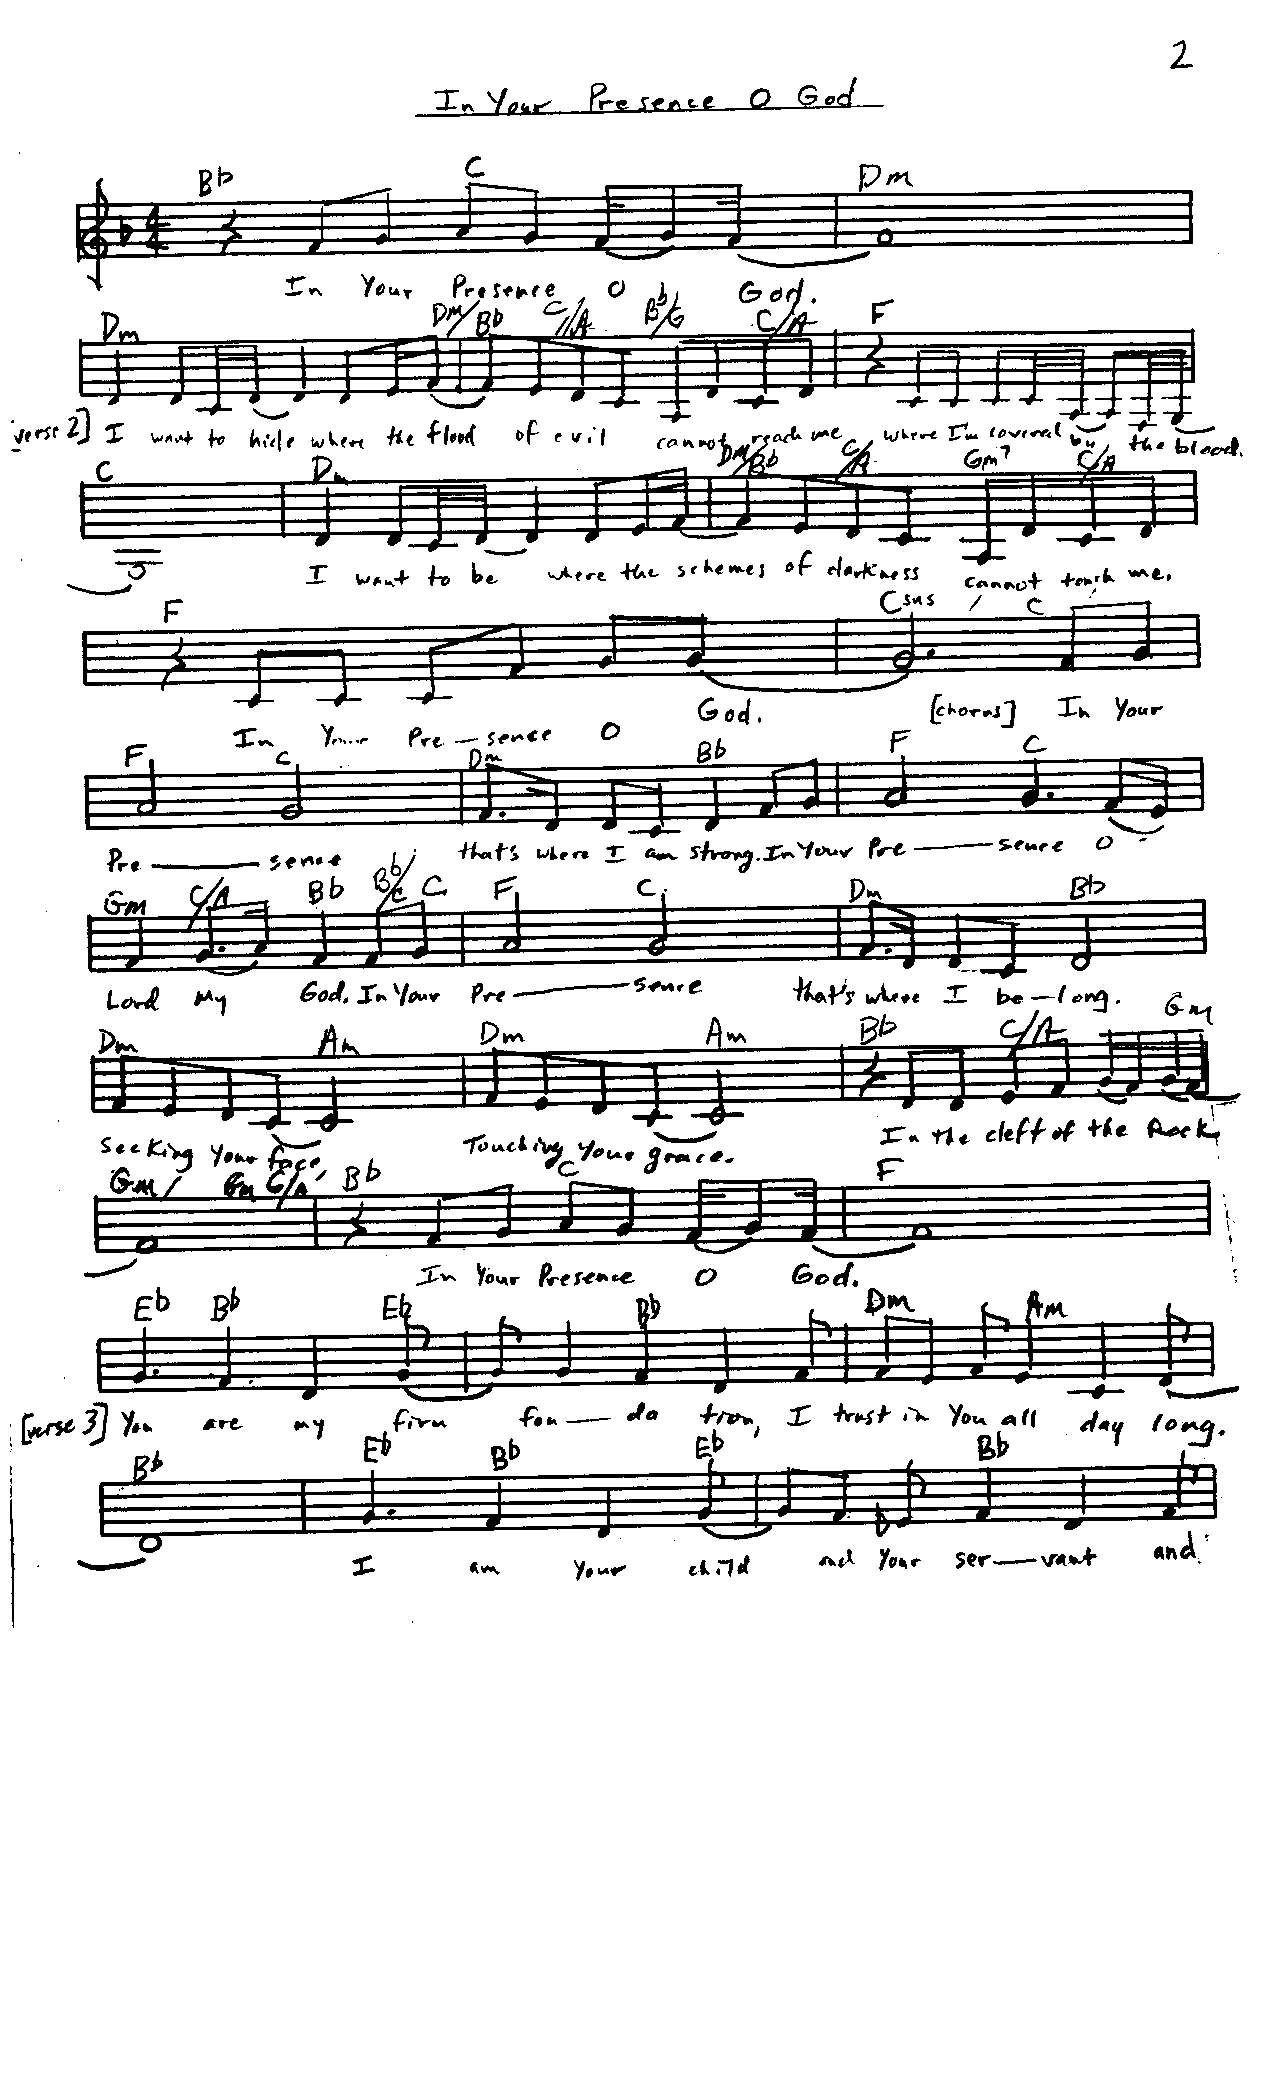 2
In Your Presence O God
Bb C Dm
4
4
In Your Presence O God.
Dm Dm/Bb C/A Bb/G C/A F
verse 2] I want to hide where the flood of evil cannot reach me where I'm covered by the blood.
C Dm Dm/Bb C/A Gm7 C/A
I want to be where the schemes of darkness cannot touch me.
F Csus / C
In Your Pre-sence O God. [chorus] In Your
F C Dm Bb F C
Pre—sence that's where I am strong. In Your Pre—sence O
Gm C/A Bb Bb/C C F C Dm Bb
Lord My God. In Your Pre—sence that's where I be-long.
Dm Am Dm Am Bb C/A Gm
Seeking Your face, Touching Your grace. In the cleft of the Rock,
Gm / Gm C/A Bb C F
In Your Presence O God.
Eb Bb Eb Bb Dm Am
[verse 3] You are my firm foun—da tion, I trust in You all day long.
Bb Eb Bb Eb Bb
I am Your child and Your ser—vant and